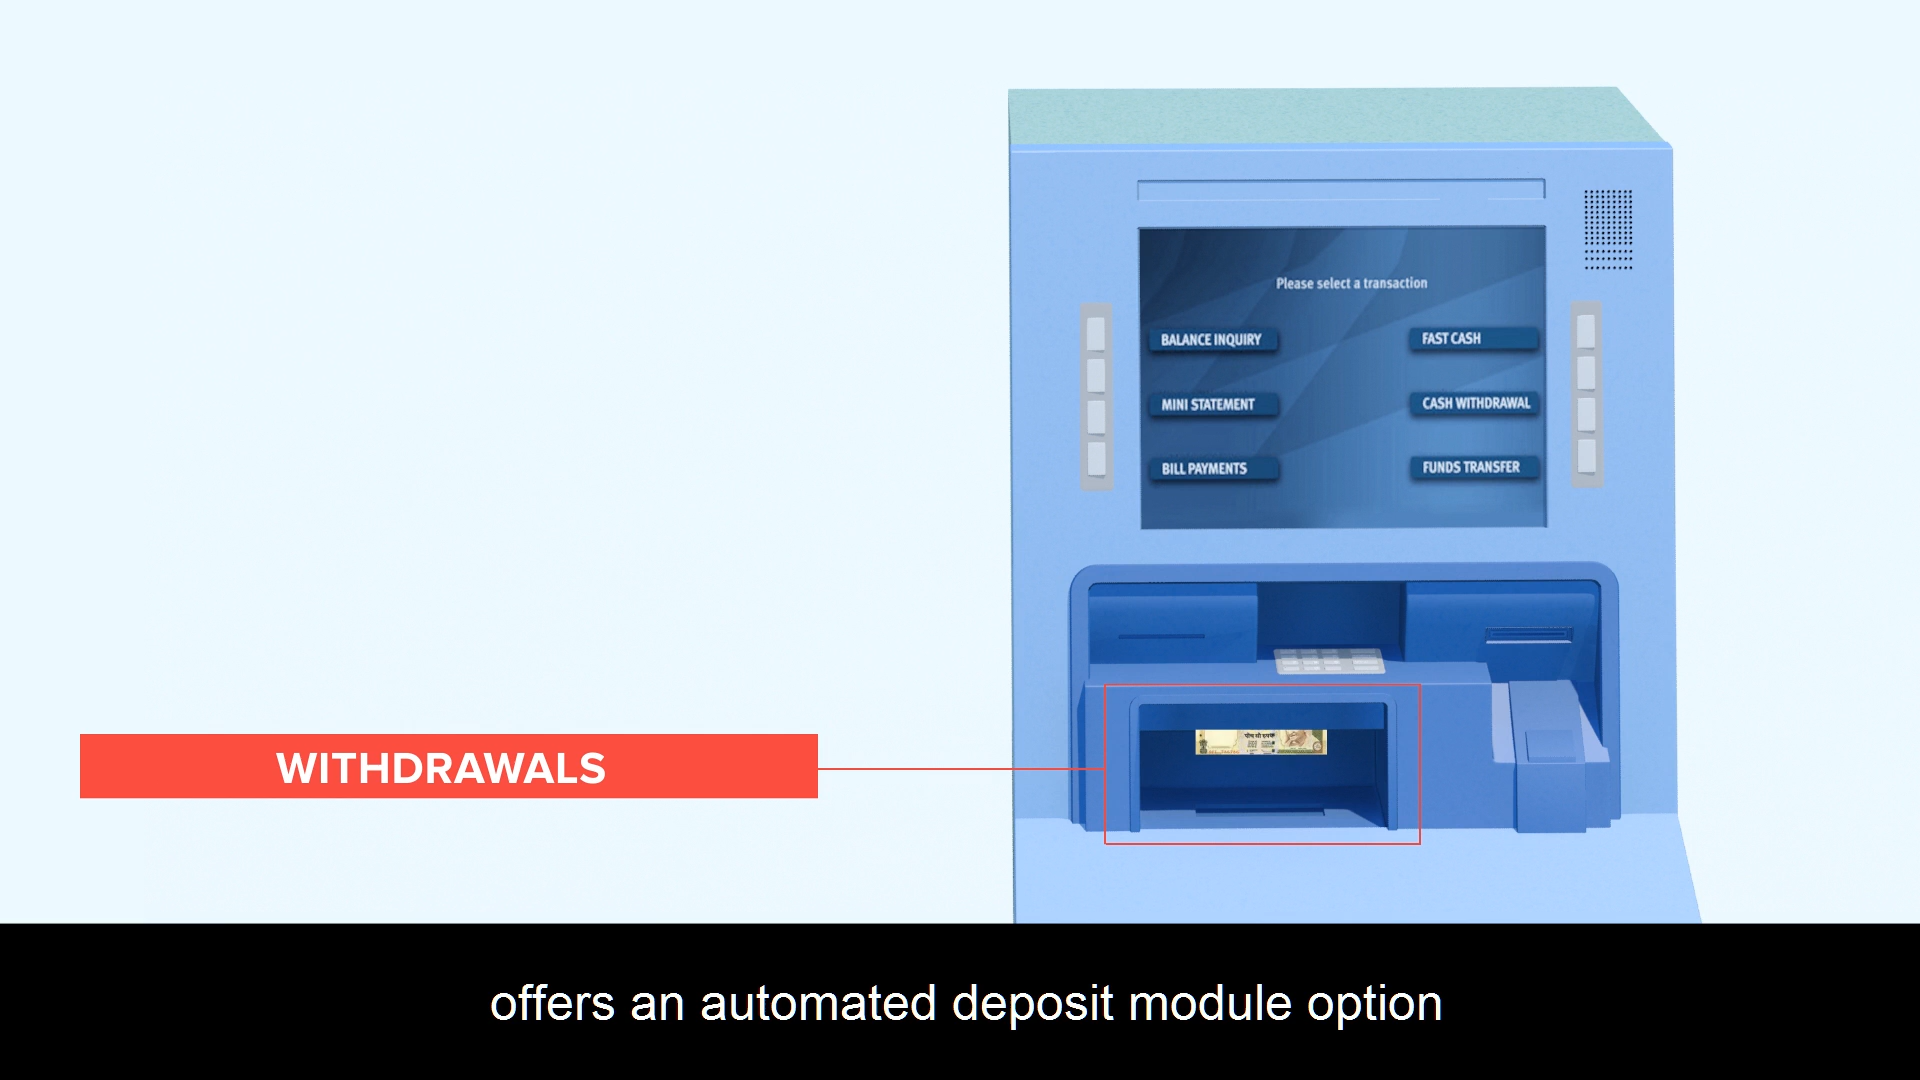 Please select a transaction
BALANCE INQUIRY
FAST CASH
MINI STATEMENT
CASH WITHDRAWAL
BILL PAYMENTS
FUNDS TRANSFER
WITHDRAWALS
पाँच सौ रुपये
offers an automated deposit module option